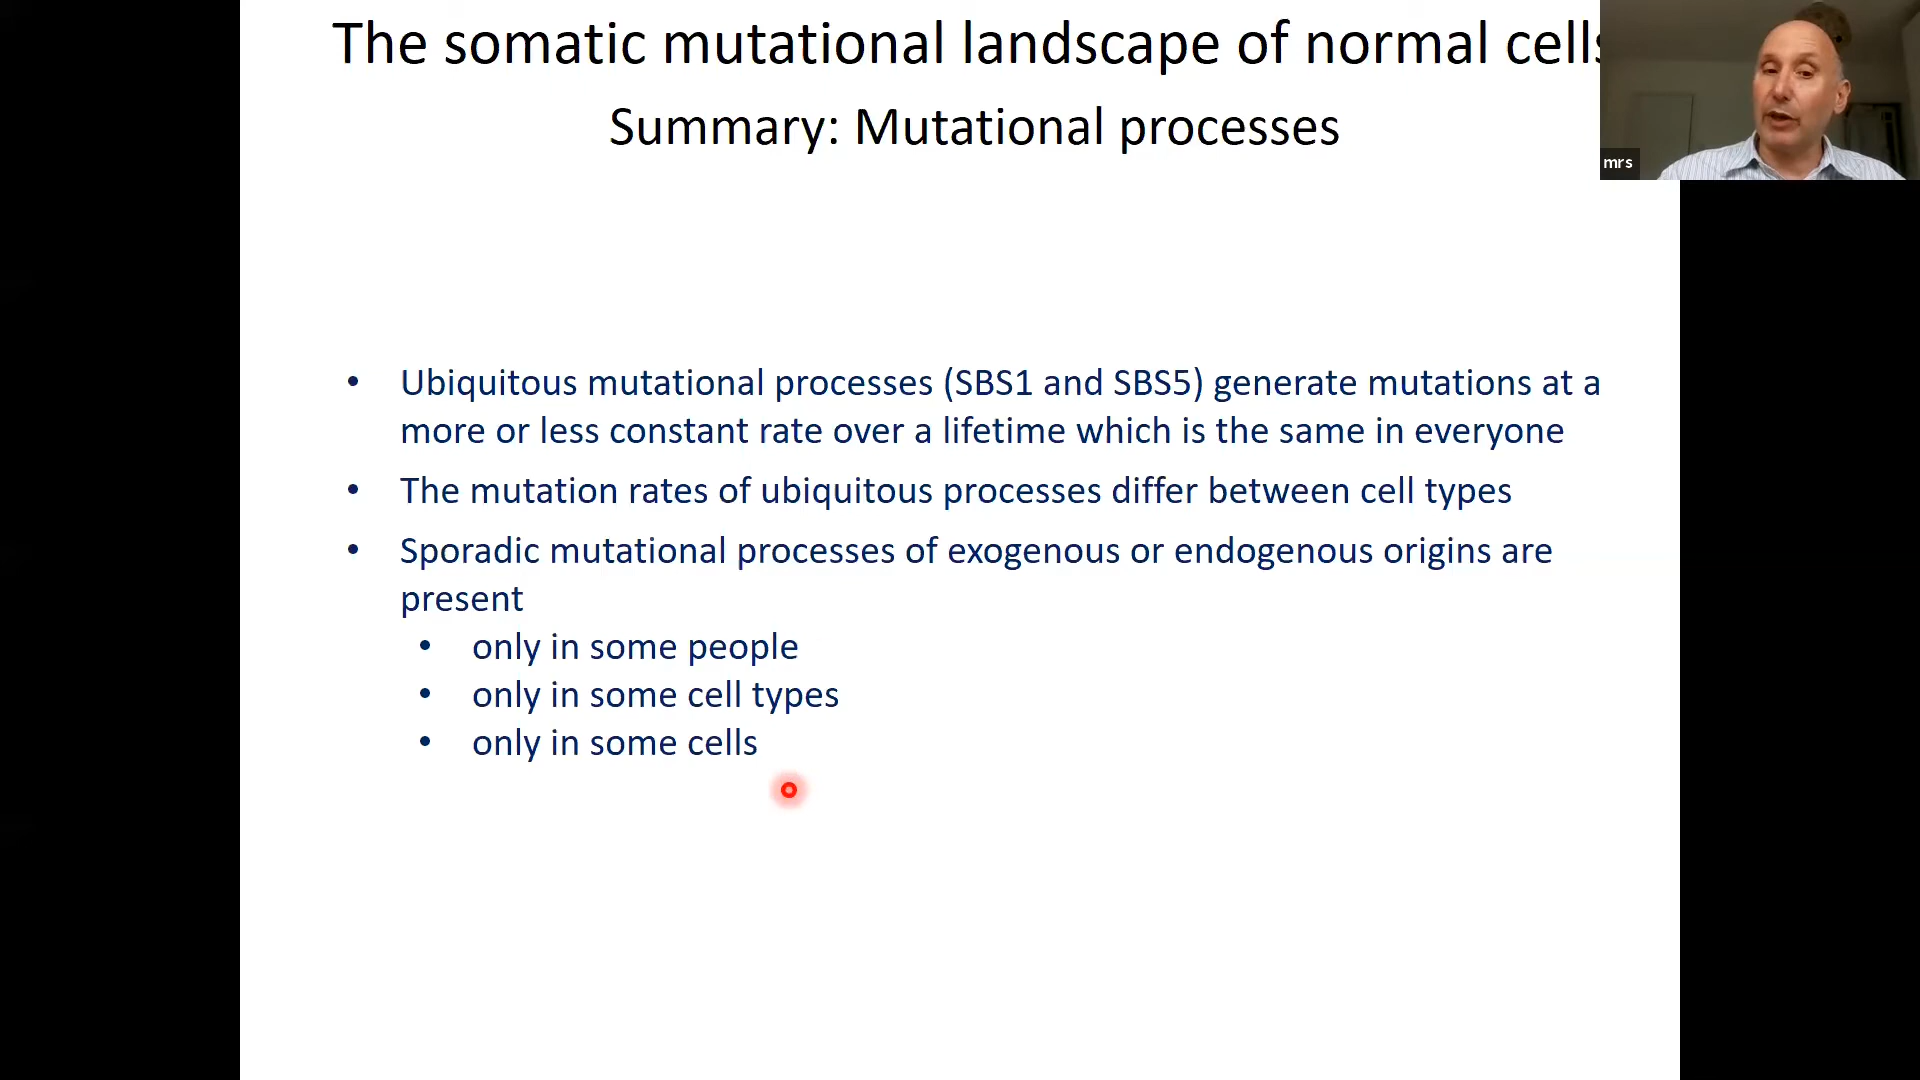 The somatic mutational landscape of normal cells
Summary: Mutational processes
mrs
• Ubiquitous mutational processes (SBS1 and SBS5) generate mutations at a
more or less constant rate over a lifetime which is the same in everyone
• The mutation rates of ubiquitous processes differ between cell types
• Sporadic mutational processes of exogenous or endogenous origins are
present
• only in some people
• only in some cell types
• only in some cells